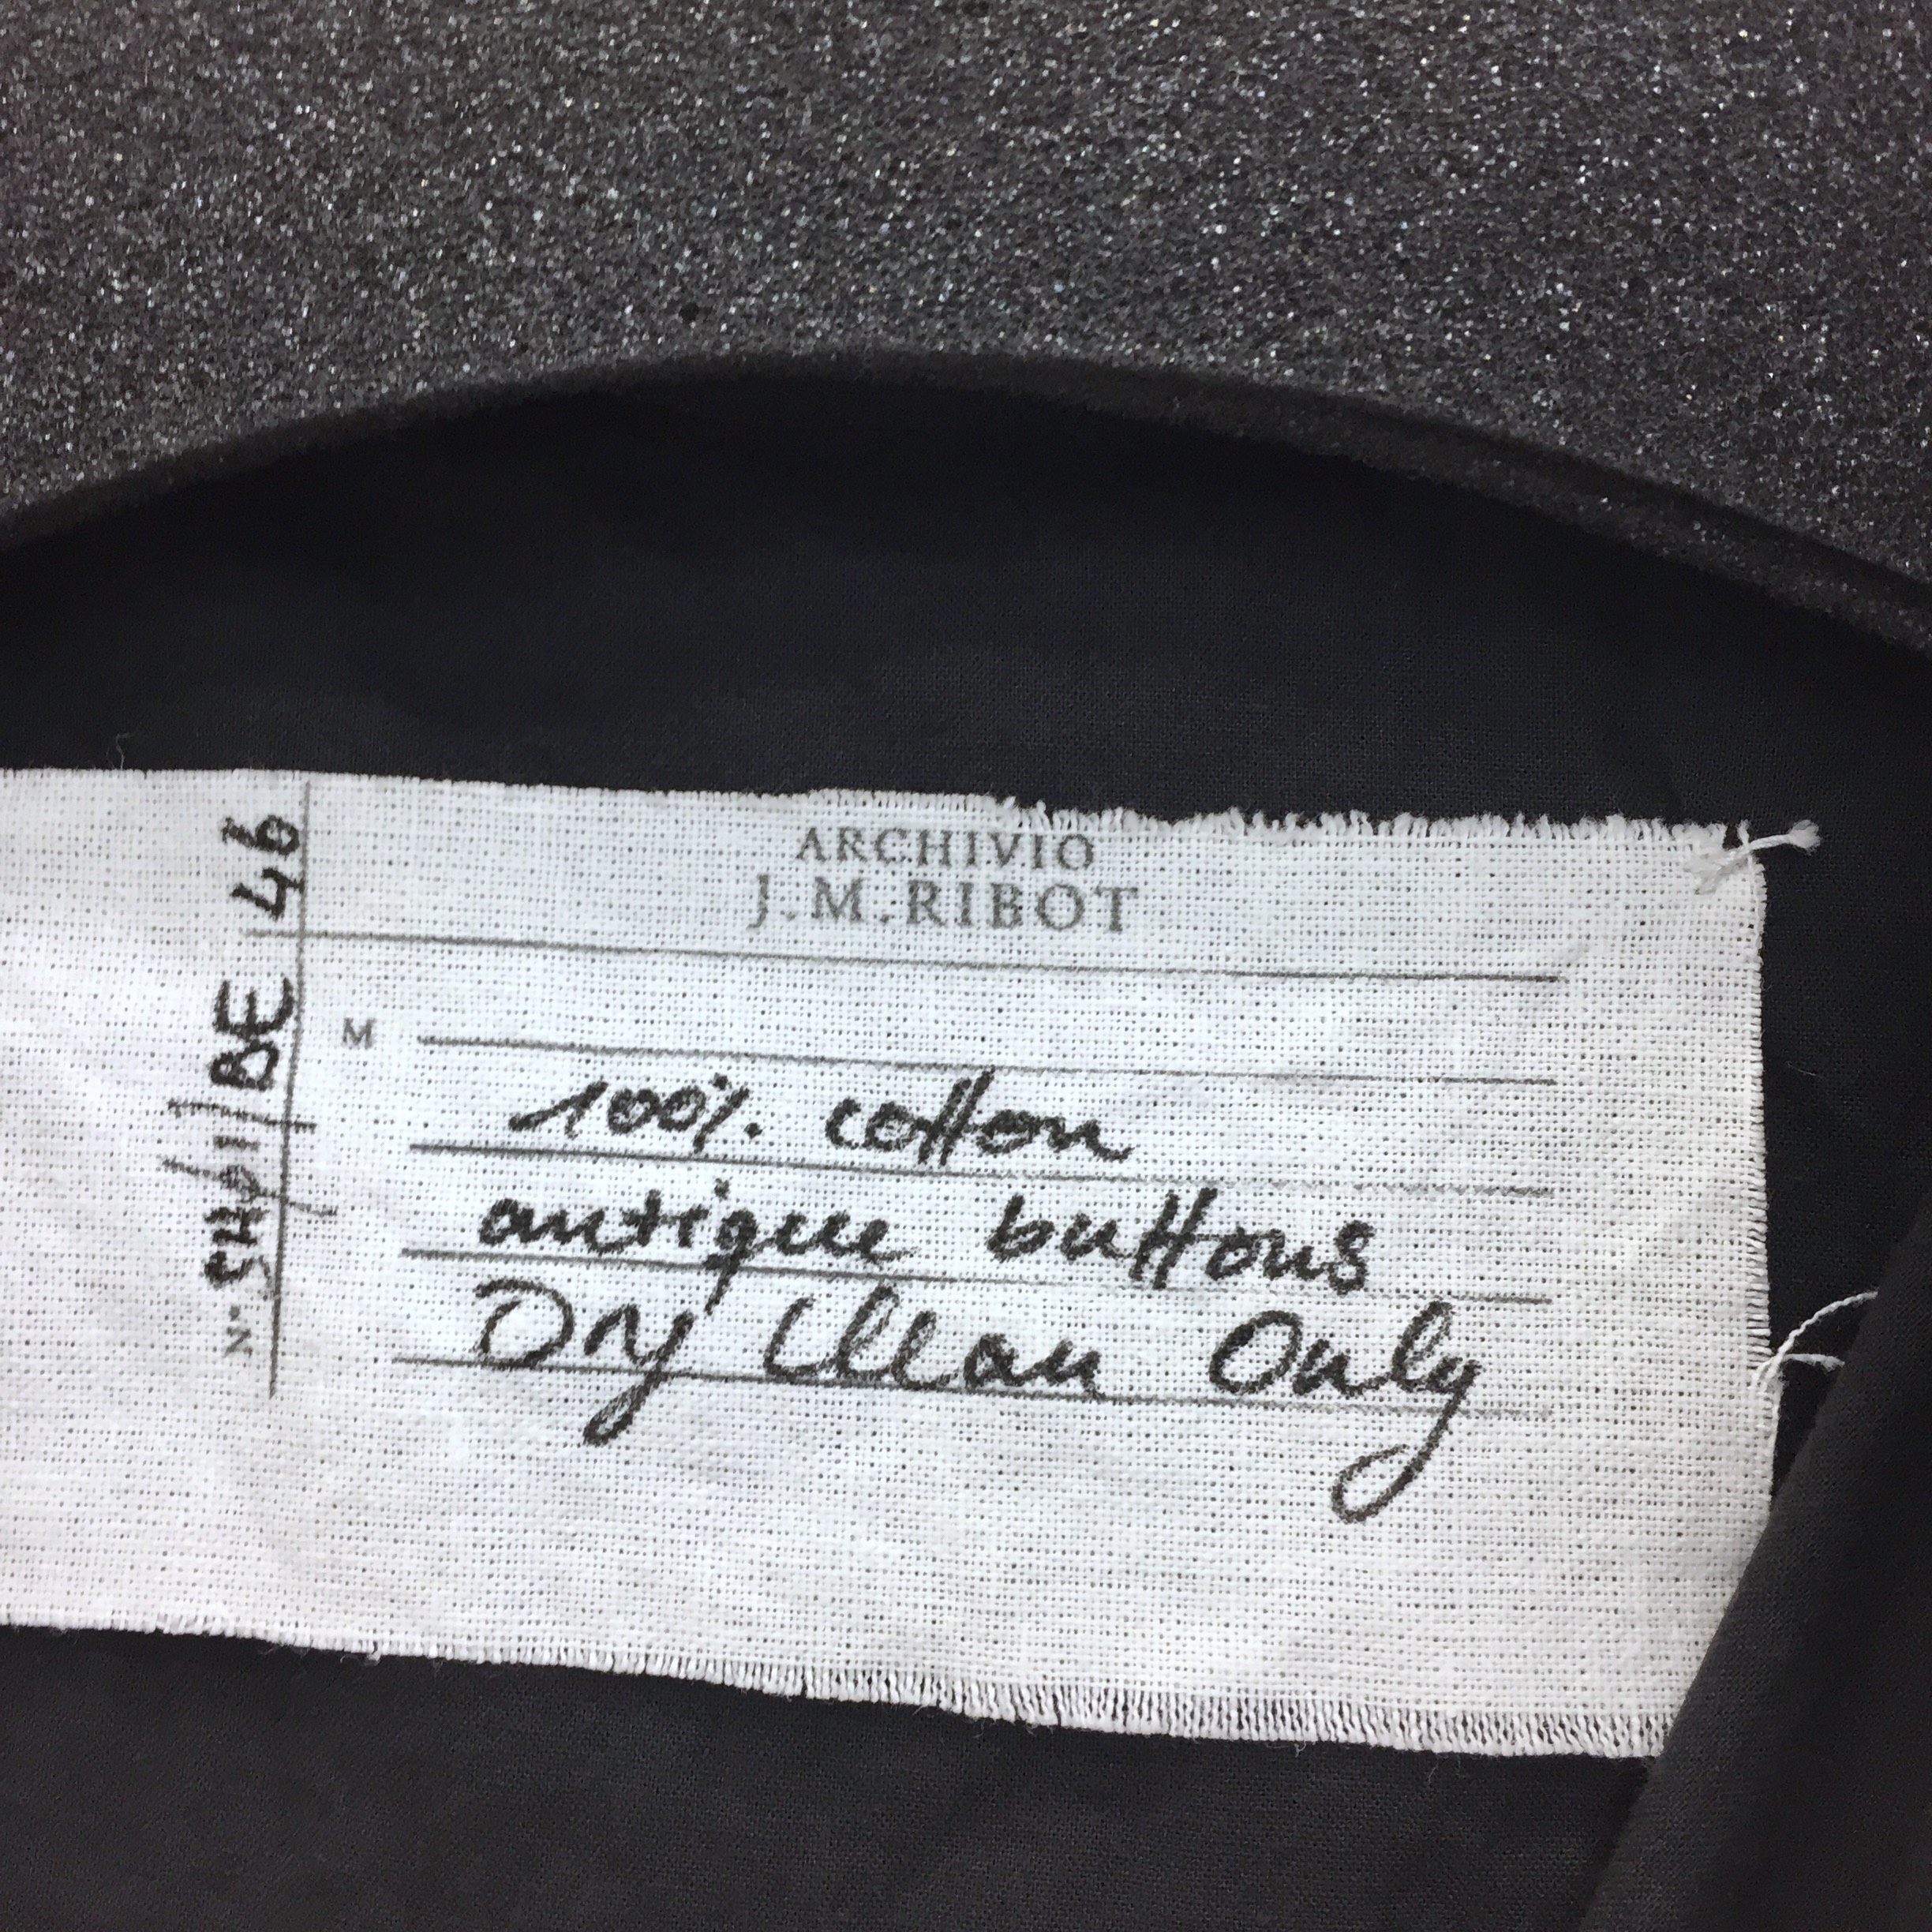 ARCHIVIO
J.M.RIBOT
M
100% cotton
antique buttons
Dry Clean Only
N. BE 46